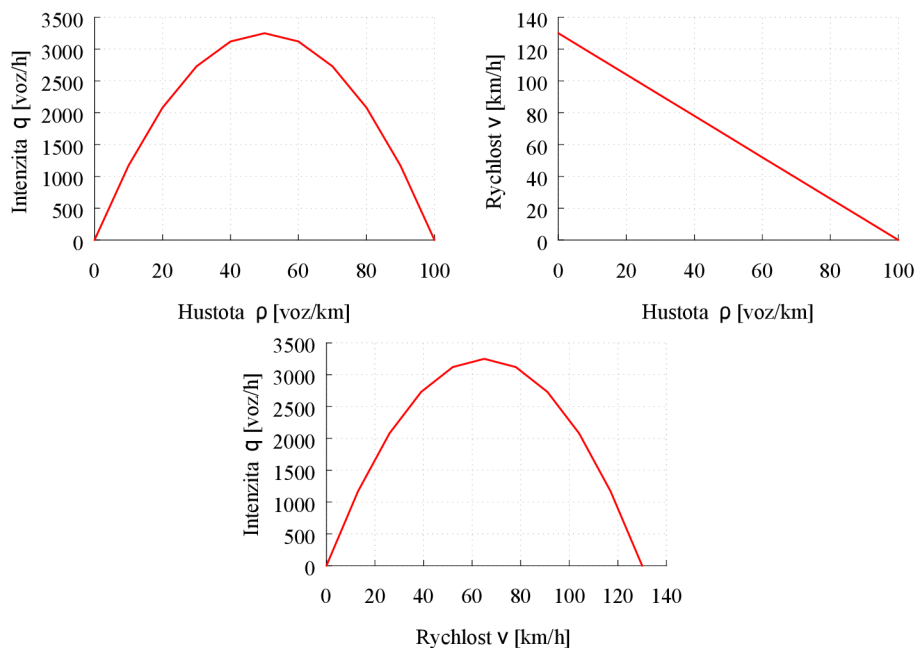 3500
3000
2500
2000
1500
1000
500
0
Intenzita q [voz/h]
0 20 40 60 80 100
Hustota ρ [voz/km]
140
120
100
80
60
40
20
0
Rychlost v [km/h]
0 20 40 60 80 100
Hustota ρ [voz/km]
3500
3000
2500
2000
1500
1000
500
0
Intenzita q [voz/h]
0 20 40 60 80 100 120 140
Rychlost v [km/h]